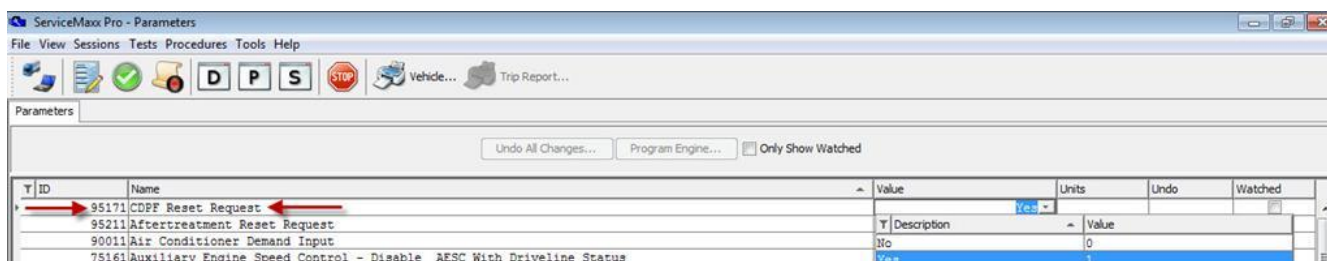 ServiceMaxx Pro - Parameters
File View Sessions Tests Procedures Tools Help
D P S STOP Vehicle... Trip Report...
Parameters
Undo All Changes... Program Engine... Only Show Watched
ID Name Value Units Undo Watched
95171 CDPF Reset Request Yes
95211 Aftertreatment Reset Request Description Value
90011 Air Conditioner Demand Input No 0
75161 Auxiliary Engine Speed Control - Disable AESC With Driveline Status Yes 1